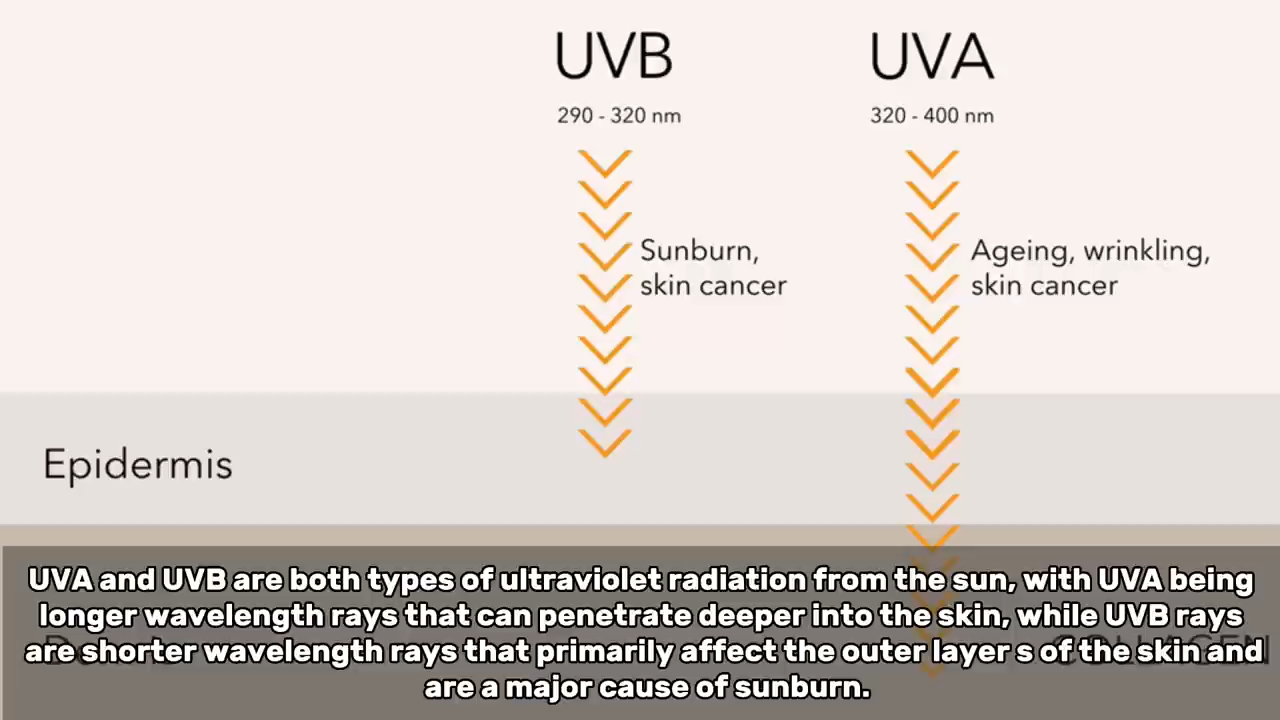 UVB
UVA
290 - 320 nm
320 - 400 nm
Sunburn,
skin cancer
Ageing, wrinkling,
skin cancer
Epidermis
UVA and UVB are both types of ultraviolet radiation from the sun, with UVA being
longer wavelength rays that can penetrate deeper into the skin, while UVB rays
are shorter wavelength rays that primarily affect the outer layer s of the skin and
are a major cause of sunburn.
COLLAGEN